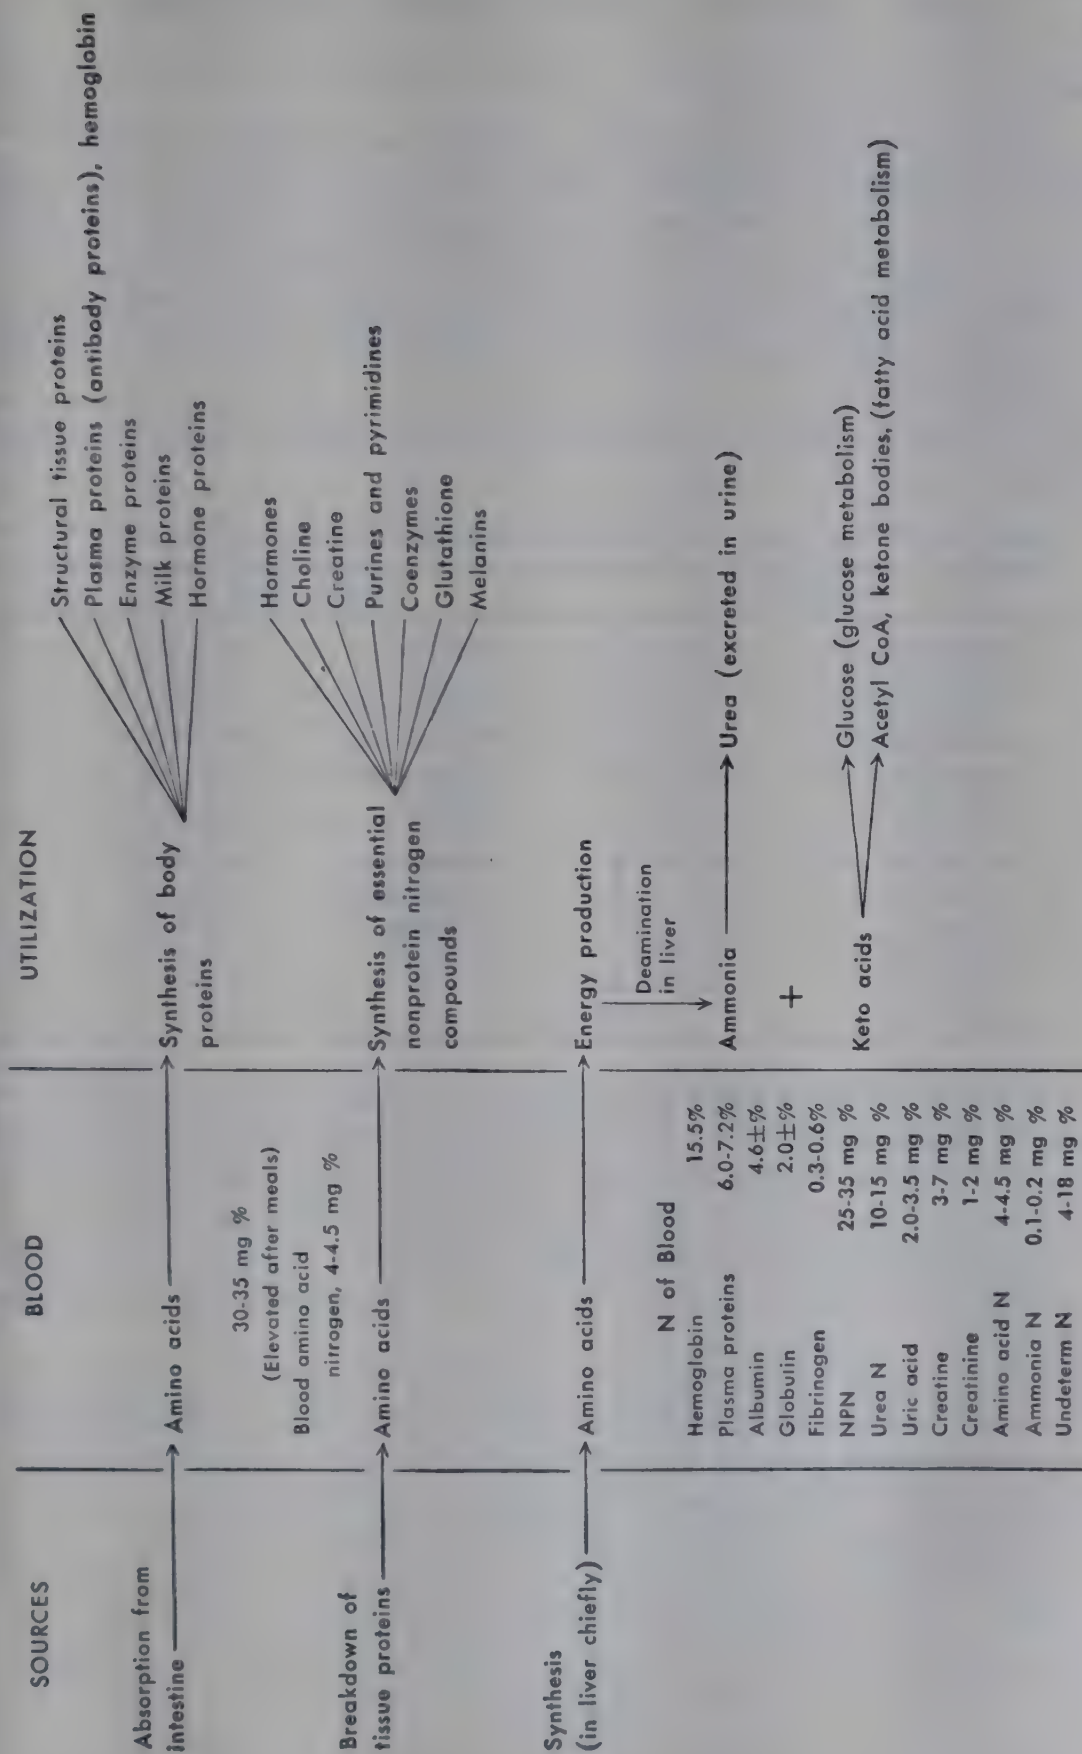 SOURCES
BLOOD
UTILIZATION
Absorption from
intestine
Amino acids
Synthesis of body
proteins
Structural tissue proteins
Plasma proteins (antibody proteins), hemoglobin
Enzyme proteins
Milk proteins
Hormone proteins
30-35 mg %
(Elevated after meals)
Blood amino acid
nitrogen, 4-4.5 mg %
Breakdown of
tissue proteins
Amino acids
Synthesis of essential
nonprotein nitrogen
compounds
Hormones
Choline
Creatine
Purines and pyrimidines
Coenzymes
Glutathione
Melanins
Synthesis
(in liver chiefly)
Amino acids
Energy production
Deamination
in liver
Ammonia
Urea (excreted in urine)
+
Keto acids
Glucose (glucose metabolism)
Acetyl CoA, ketone bodies, (fatty acid metabolism)
N of Blood
Hemoglobin 15.5%
Plasma proteins 6.0-7.2%
Albumin 4.6±%
Globulin 2.0±%
Fibrinogen 0.3-0.6%
NPN 25-35 mg %
Urea N 10-15 mg %
Uric acid 2.0-3.5 mg %
Creatine 3-7 mg %
Creatinine 1-2 mg %
Amino acid N 4-4.5 mg %
Ammonia N 0.1-0.2 mg %
Undeterm N 4-18 mg %